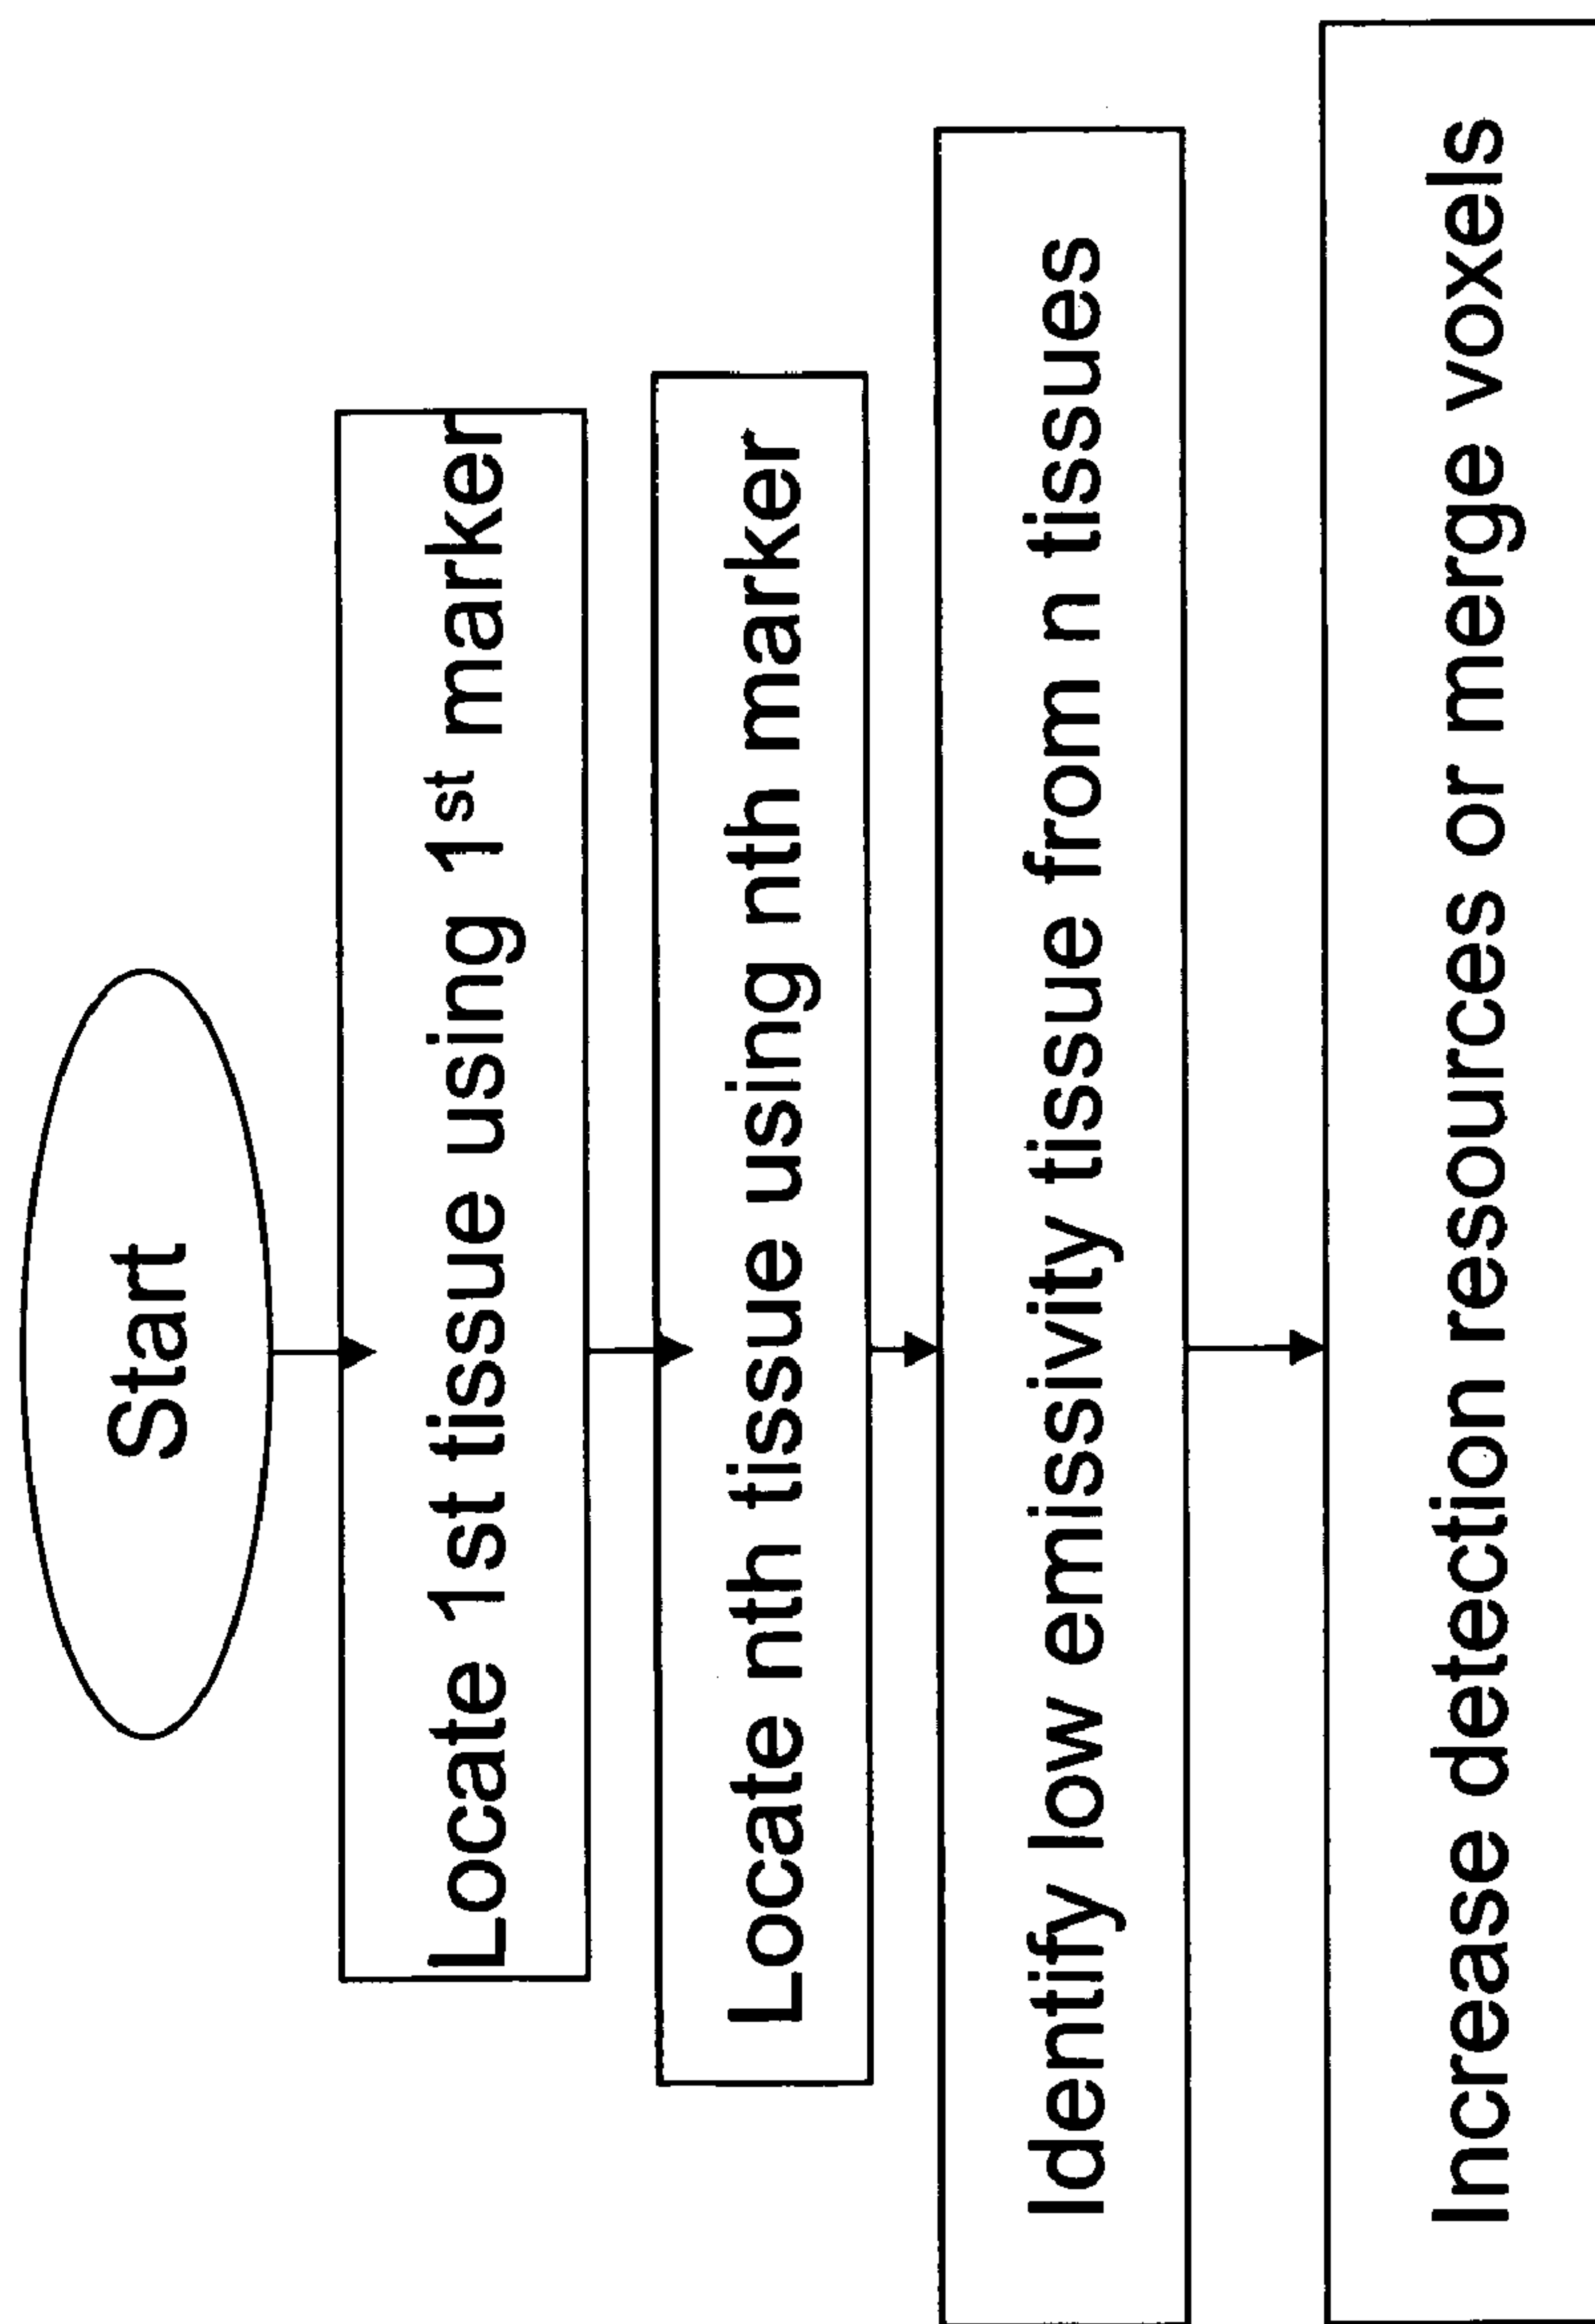 Start
Locate 1st tissue using 1st marker
Locate nth tissue using nth marker
Identify low emissivity tissue from n tissues
Increase detection resources or merge voxels